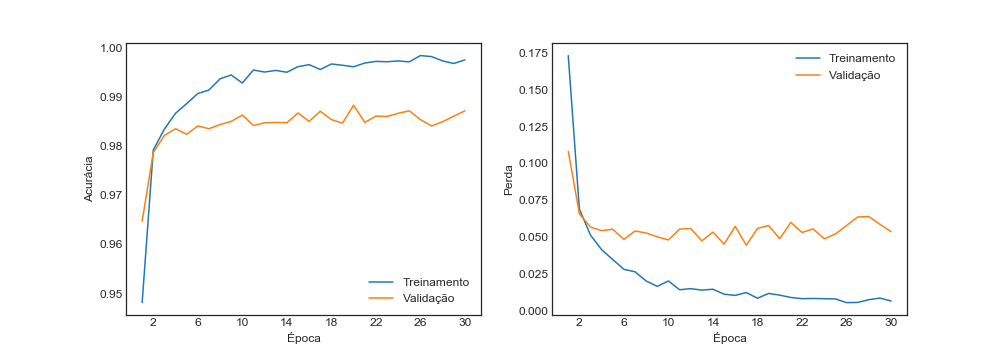 1.00
0.99
0.98
0.97
0.96
0.95
Acurácia
2 6 10 14 18 22 26 30
Época
Treinamento
Validação
0.175
0.150
0.125
0.100
0.075
0.050
0.025
0.000
Perda
2 6 10 14 18 22 26 30
Época
Treinamento
Validação